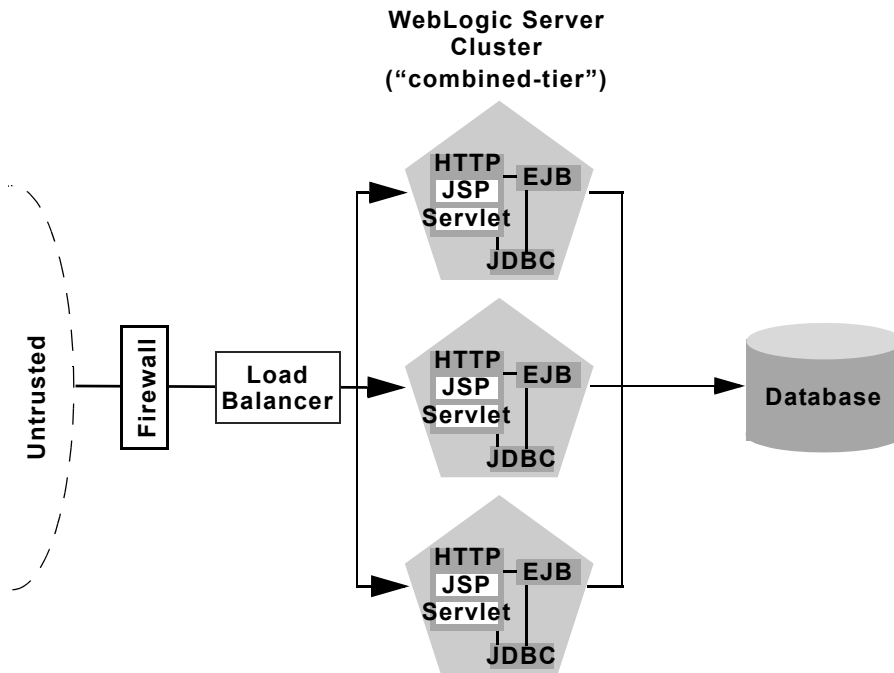 WebLogic Server
Cluster
(“combined-tier”)
HTTP
JSP
Servlet
EJB
JDBC
Untrusted
Firewall
Load
Balancer
HTTP
JSP
Servlet
EJB
JDBC
Database
HTTP
JSP
Servlet
EJB
JDBC